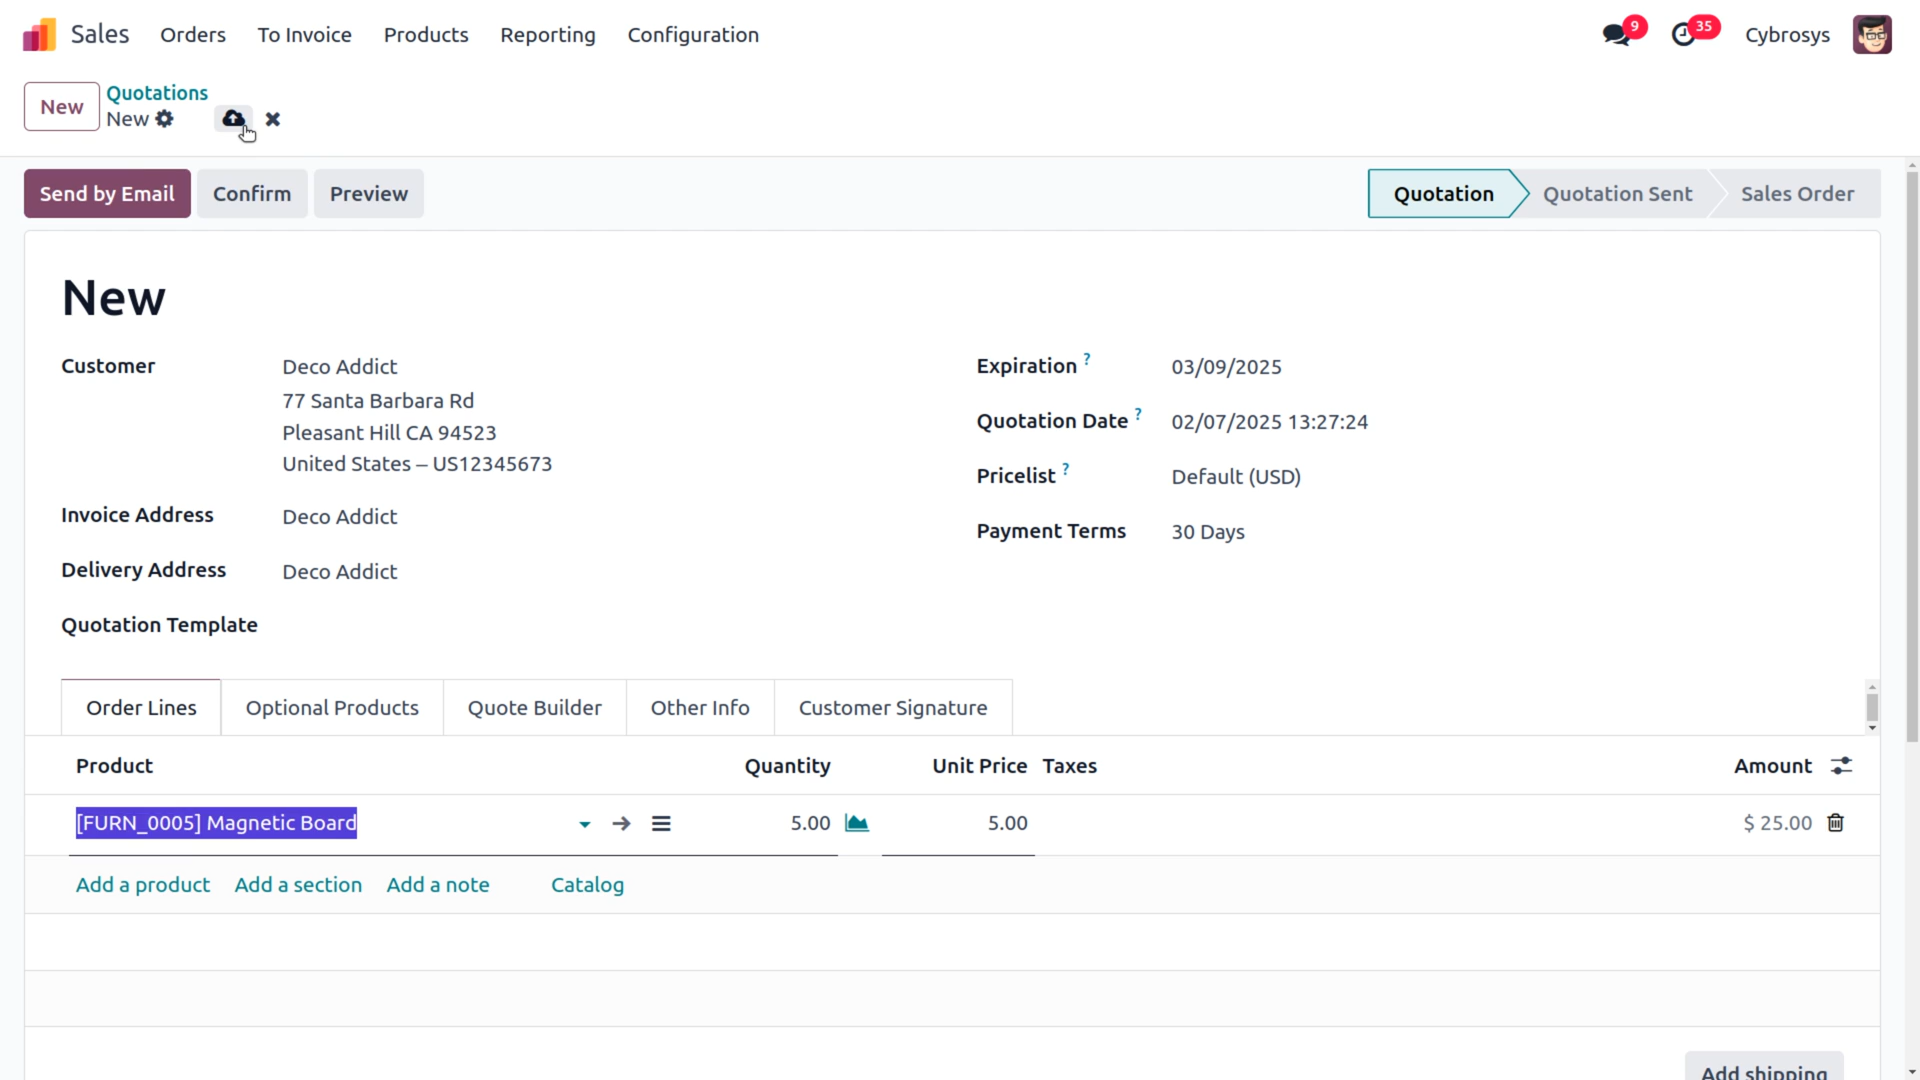 Sales Orders To Invoice Products Reporting Configuration 9 35 Cybrosys
New Quotations
New
Send by Email Confirm Preview Quotation Quotation Sent Sales Order
New
Customer Deco Addict Expiration ? 03/09/2025
77 Santa Barbara Rd
Pleasant Hill CA 94523 Quotation Date ? 02/07/2025 13:27:24
United States – US12345673 Pricelist ? Default (USD)
Invoice Address Deco Addict Payment Terms 30 Days
Delivery Address Deco Addict
Quotation Template
Order Lines Optional Products Quote Builder Other Info Customer Signature
Product Quantity Unit Price Taxes Amount
[FURN_0005] Magnetic Board 5.00 5.00 $ 25.00
Add a product Add a section Add a note Catalog
Add shipping